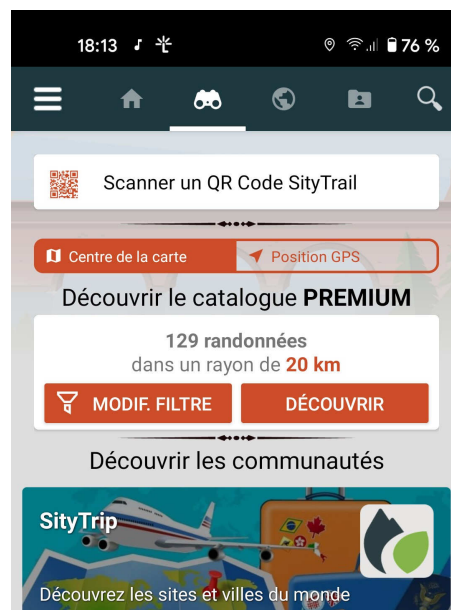 18:13 76 %
Scanner un QR Code SityTrail
Centre de la carte Position GPS
Découvrir le catalogue PREMIUM
129 randonnées
dans un rayon de 20 km
MODIF. FILTRE DÉCOUVRIR
Découvrir les communautés
SityTrip
Découvrez les sites et villes du monde